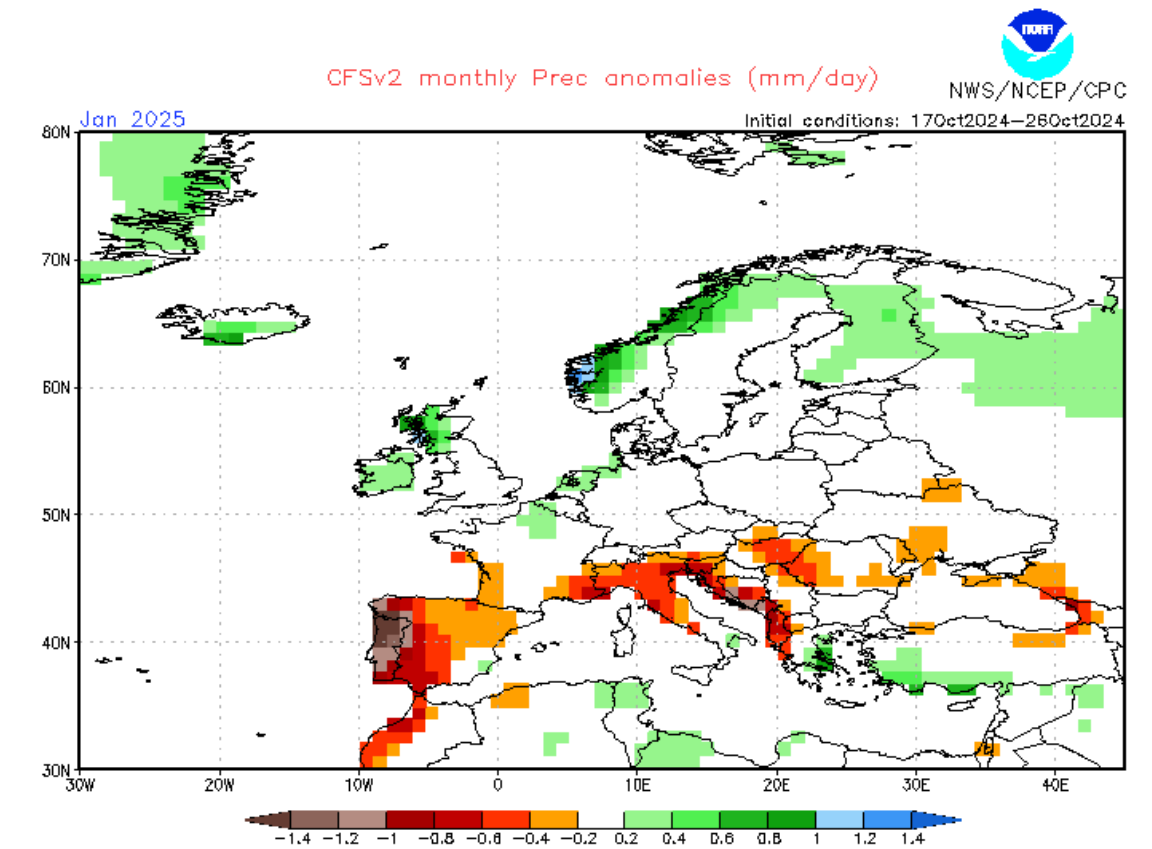 NOAA
CFSv2 monthly Prec anomalies (mm/day)
NWS/NCEP/CPC
Jan 2025
Initial conditions: 17Oct2024–26Oct2024
80N
70N
60N
50N
40N
30N
30W 20W 10W 0 10E 20E 30E 40E
-1.4 -1.2 -1 -0.8 -0.6 -0.4 -0.2 0.2 0.4 0.6 0.8 1 1.2 1.4